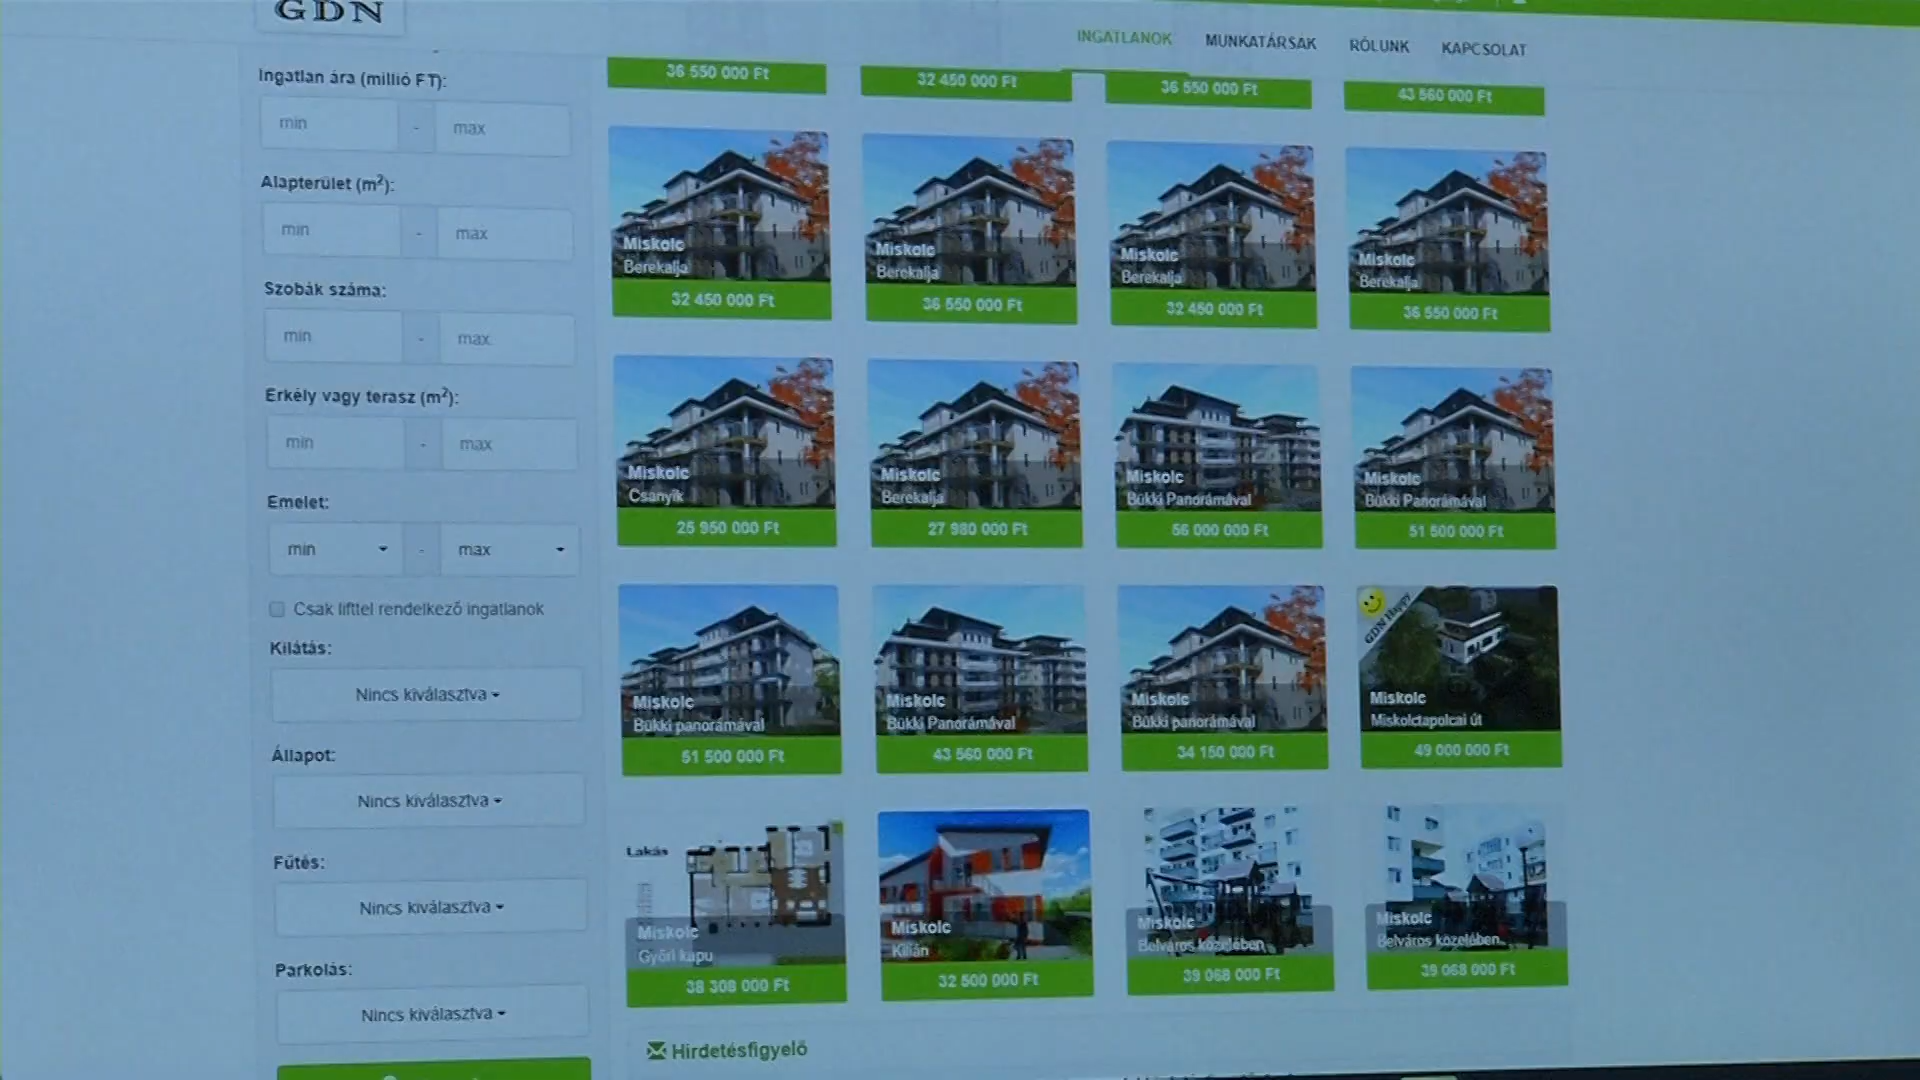 GDN
INGATLANOK MUNKATÁRSAK RÓLUNK KAPCSOLAT
Ingatlan ára (millió FT):
min - max
Alapterület (m²):
min - max
Szobák száma:
min - max
Erkély vagy terasz (m²):
min - max
Emelet:
min - max
Csak lifttel rendelkező ingatlanok
Kilátás:
Nincs kiválasztva
Állapot:
Nincs kiválasztva
Fűtés:
Nincs kiválasztva
Parkolás:
Nincs kiválasztva
36 550 000 Ft
32 450 000 Ft
36 550 000 Ft
43 560 000 Ft
Miskolc
Berekalja
32 450 000 Ft
Miskolc
Berekalja
36 550 000 Ft
Miskolc
Berekalja
32 450 000 Ft
Miskolc
Berekalja
36 550 000 Ft
Miskolc
Csanyik
25 950 000 Ft
Miskolc
Berekalja
27 980 000 Ft
Miskolc
Bükki Panorámával
56 000 000 Ft
Miskolc
Bükki Panorámával
51 500 000 Ft
Miskolc
Bükki panorámával
51 500 000 Ft
Miskolc
Bükki Panorámával
43 560 000 Ft
Miskolc
Bükki panorámával
34 150 000 Ft
GDN Happy
Miskolc
Miskolctapolcai út
49 000 000 Ft
Lakás
Miskolc
Győri kapu
38 308 000 Ft
Miskolc
Kilián
32 500 000 Ft
Miskolc
Belváros közelében
39 068 000 Ft
Miskolc
Belváros közelében
39 068 000 Ft
Hirdetésfigyelő